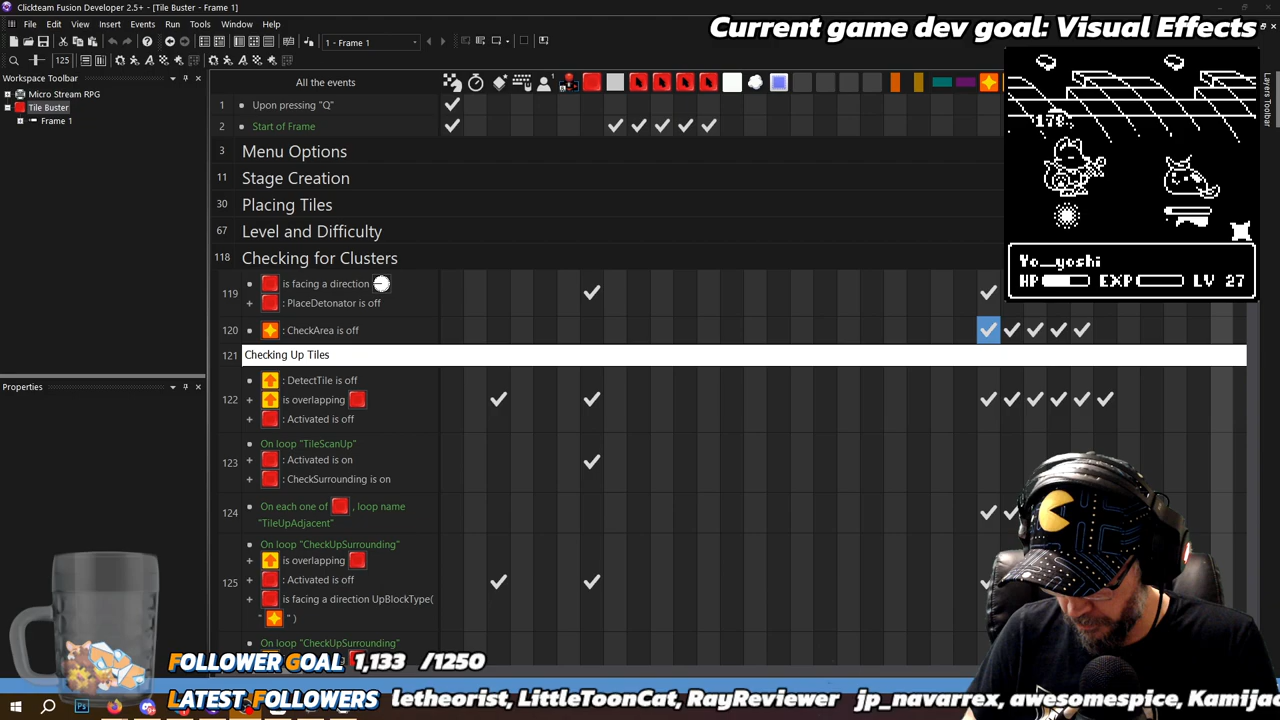 Clickteam Fusion Developer 2.5+ - [Tile Buster - Frame 1]
File Edit View Insert Events Run Tools Window Help
1 - Frame 1
123
Workspace Toolbar
Micro Stream RPG
Tile Buster
Frame 1
Properties
All the events
1 Upon pressing "Q"
2 Start of Frame
3 Menu Options
11 Stage Creation
30 Placing Tiles
67 Level and Difficulty
118 Checking for Clusters
119 is facing a direction
+ : PlaceDetonator is off
120 : CheckArea is off
121 Checking Up Tiles
122 : DetectTile is off
+ is overlapping
+ : Activated is off
123 On loop "TileScanUp"
+ : Activated is on
+ : CheckSurrounding is on
124 On each one of , loop name
"TileUpAdjacent"
125 On loop "CheckUpSurrounding"
+ is overlapping
+ : Activated is off
+ is facing a direction UpBlockType(
" " )
On loop "CheckUpSurrounding"
Current game dev goal: Visual Effects
Layers Toolbar
178
Yo__yoshi
HP EXP LV 27
Follower Goal 1,133 /1250
Latest Followers letheorist, LittleToonCat, RayReviewer jp_navarrex, awesomespice, Kamijac